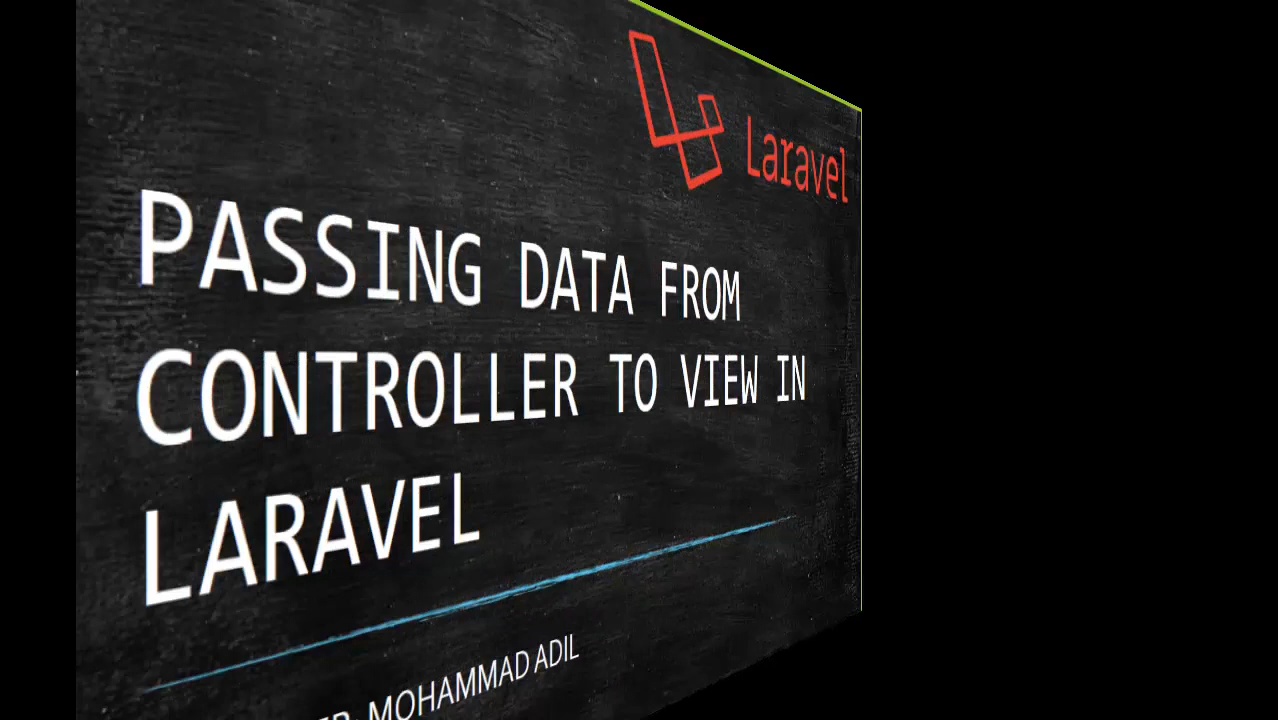 Laravel
PASSING DATA FROM
CONTROLLER TO VIEW IN
LARAVEL
MOHAMMAD ADIL